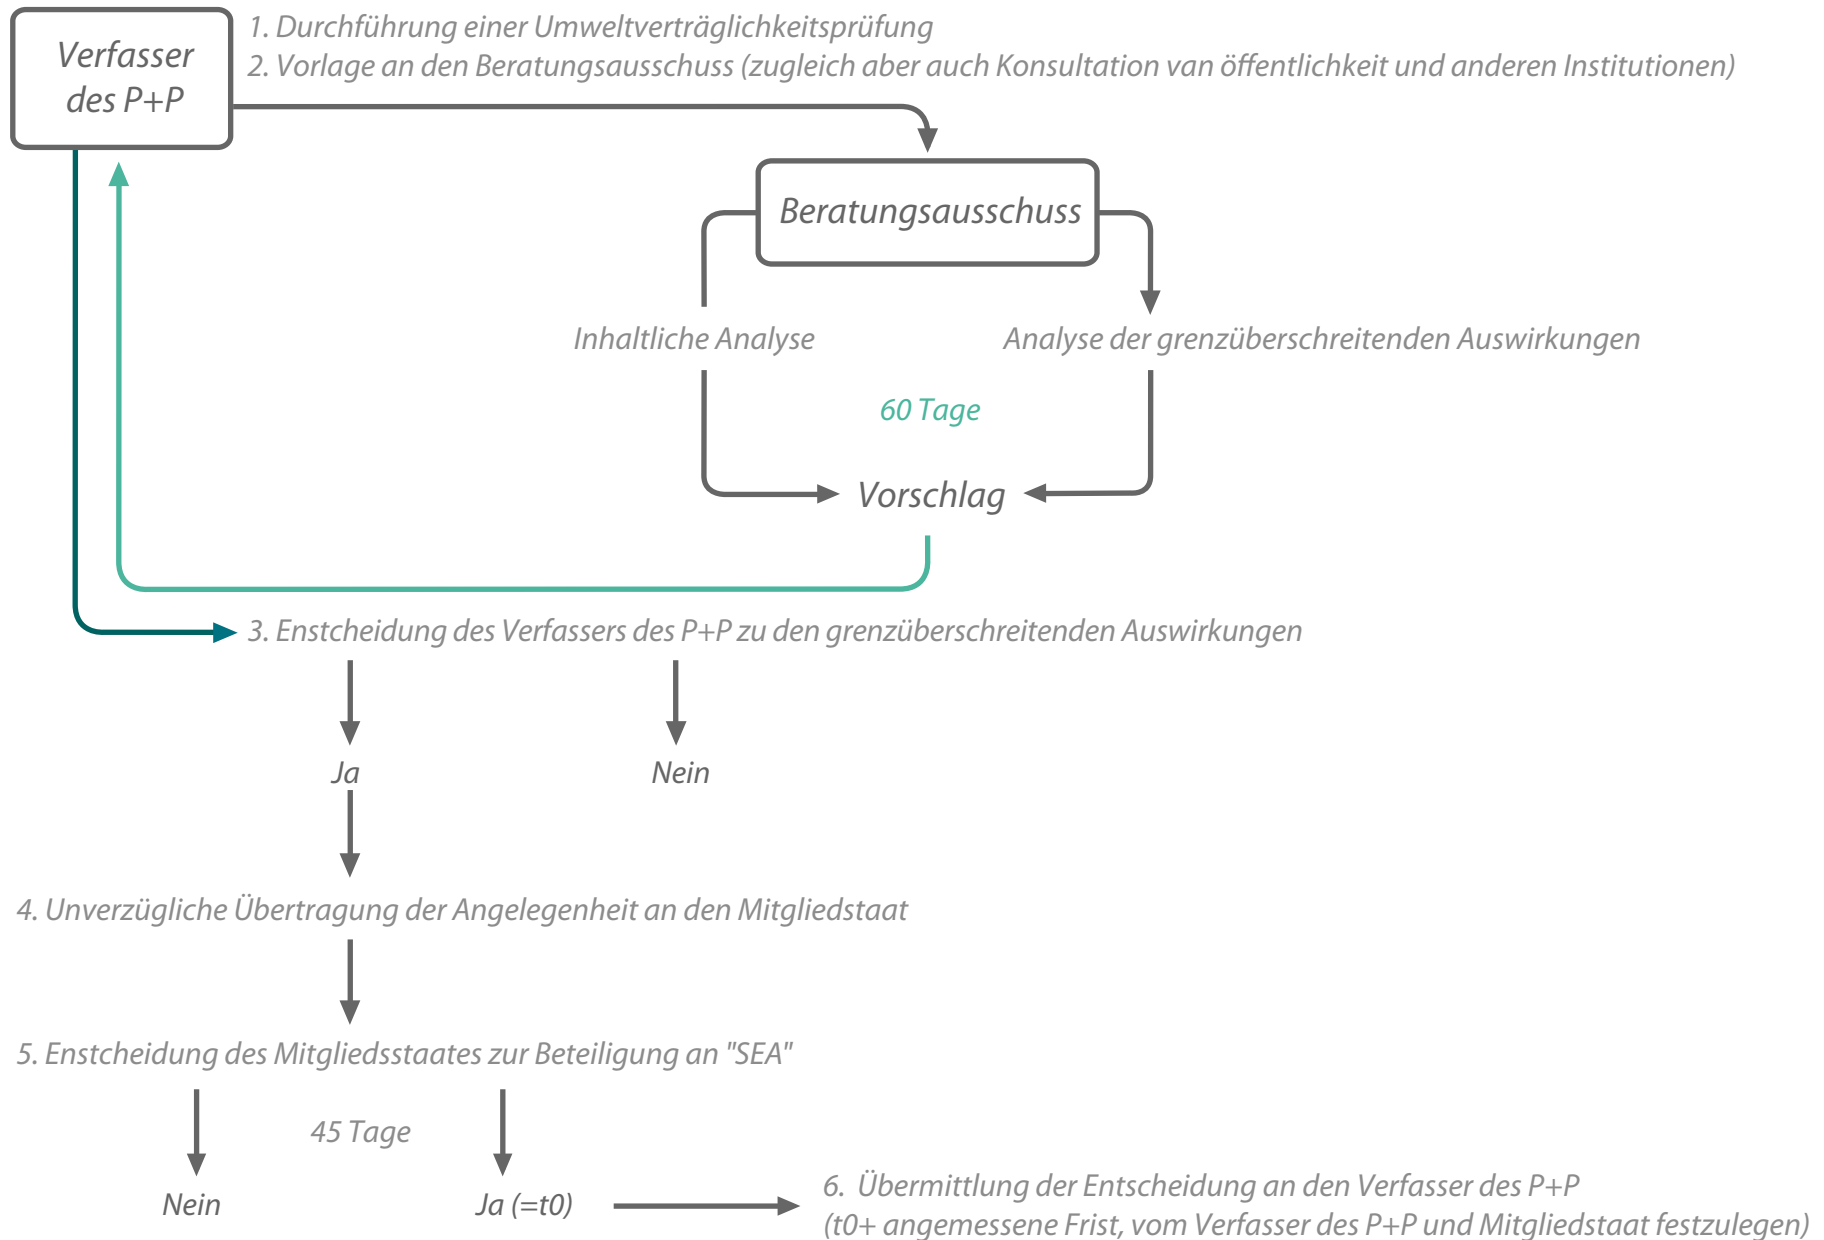 Verfasser
des P+P
1. Durchführung einer Umweltverträglichkeitsprüfung
2. Vorlage an den Beratungsausschuss (zugleich aber auch Konsultation van öffentlichkeit und anderen Institutionen)
Beratungsausschuss
Inhaltliche Analyse
Analyse der grenzüberschreitenden Auswirkungen
60 Tage
Vorschlag
3. Enstcheidung des Verfassers des P+P zu den grenzüberschreitenden Auswirkungen
Ja
Nein
4. Unverzügliche Übertragung der Angelegenheit an den Mitgliedstaat
5. Enstcheidung des Mitgliedsstaates zur Beteiligung an "SEA"
45 Tage
Nein
Ja (=t0)
6. Übermittlung der Entscheidung an den Verfasser des P+P
(t0+ angemessene Frist, vom Verfasser des P+P und Mitgliedstaat festzulegen)